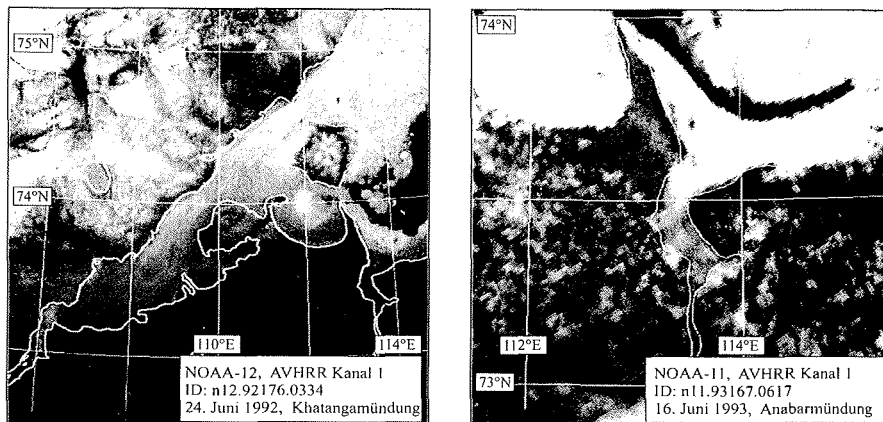 75°N
74°N
110°E
114°E
NOAA-12, AVHRR Kanal 1
ID: n12.92176.0334
24. Juni 1992, Khatangamündung
74°N
112°E
114°E
73°N
NOAA-11, AVHRR Kanal 1
ID: n11.93167.0617
16. Juni 1993, Anabarmündung